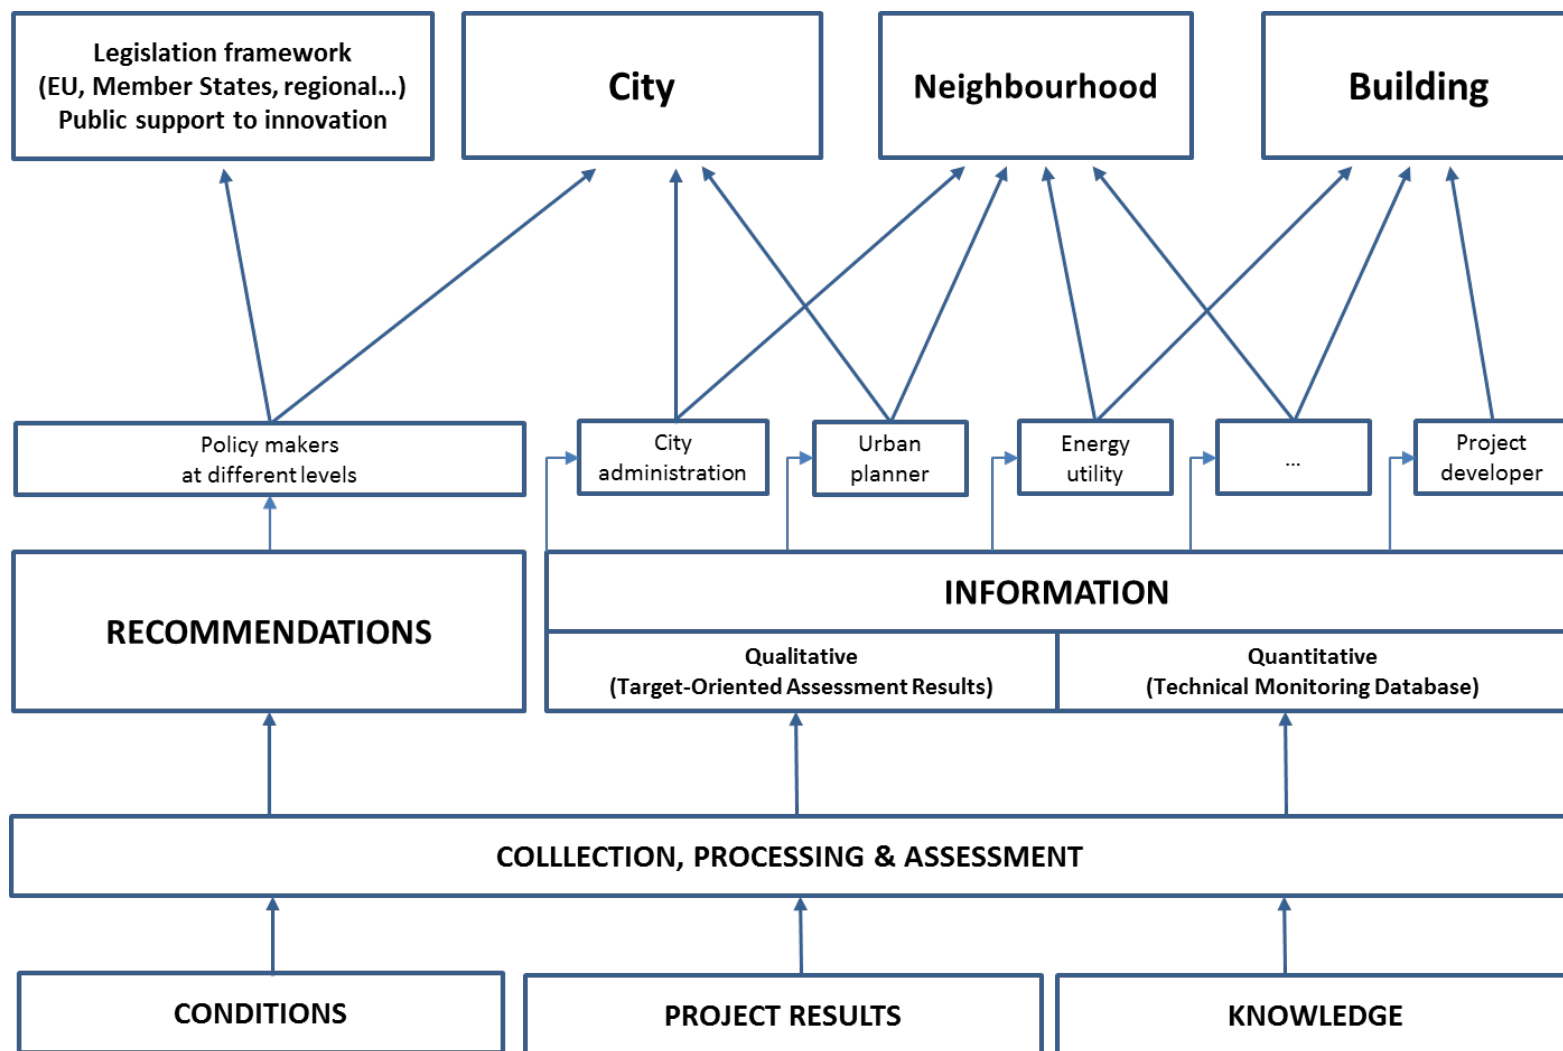 Legislation framework
(EU, Member States, regional...)
Public support to innovation
City
Neighbourhood
Building
Policy makers
at different levels
City
administration
Urban
planner
Energy
utility
...
Project
developer
RECOMMENDATIONS
INFORMATION
Qualitative
(Target-Oriented Assessment Results)
Quantitative
(Technical Monitoring Database)
COLLLECTION, PROCESSING & ASSESSMENT
CONDITIONS
PROJECT RESULTS
KNOWLEDGE